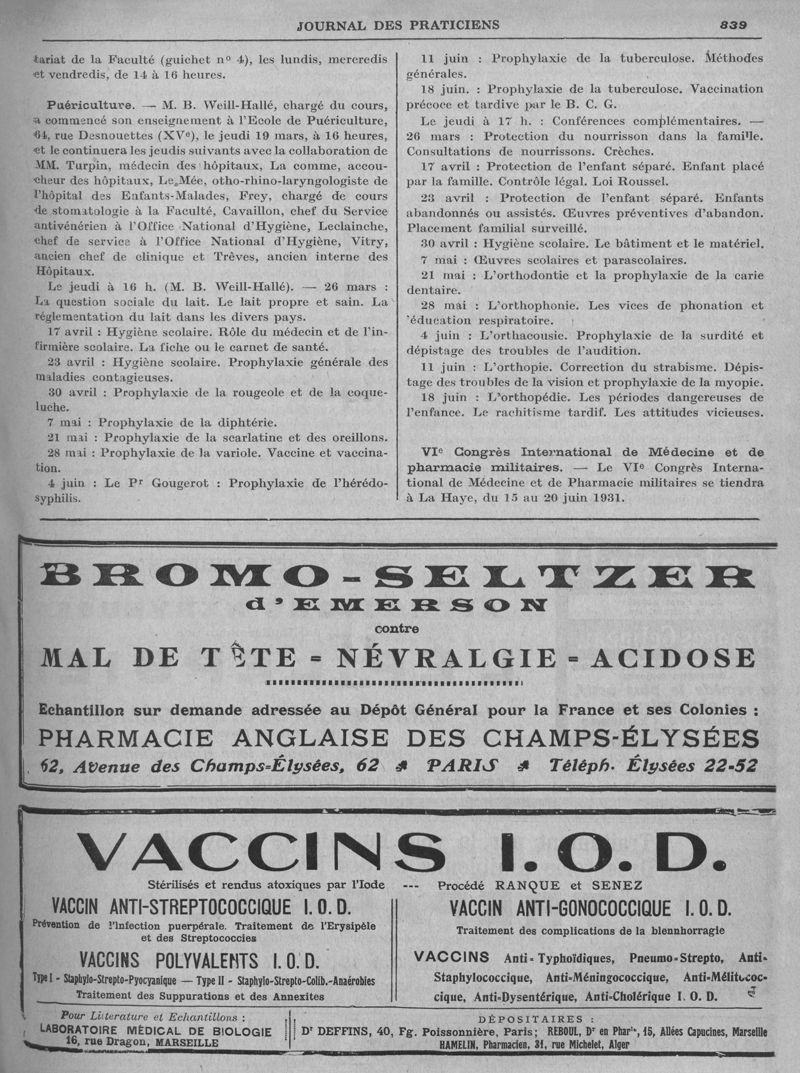 JOURNAL DES PRATICIENS 839
tariat de la Faculté (guichet n° 4), les lundis, mercredis
et vendredis, de 14 à 16 heures.
Puériculture. — M. B. Weill-Hallé, chargé du cours,
a commencé son enseignement à l'Ecole de Puériculture,
64, rue Desnouettes (XVe), le jeudi 19 mars, à 16 heures,
et le continuera les jeudis suivants avec la collaboration de
MM. Turpin, médecin des hôpitaux, La comme, accou-
cheur des hôpitaux, Le Mée, otho-rhino-laryngologiste de
l'hôpital des Enfants-Malades, Frey, chargé de cours
de stomatologie à la Faculté, Cavaillon, chef du Service
antivénérien à l'Office National d'Hygiène, Leclainche,
chef de service à l'Office National d'Hygiène, Vitry,
ancien chef de clinique et Trêves, ancien interne des
Hôpitaux.
Le jeudi à 16 h. (M. B. Weill-Hallé). — 26 mars :
La question sociale du lait. Le lait propre et sain. La
réglementation du lait dans les divers pays.
17 avril : Hygiène scolaire. Rôle du médecin et de l'in-
firmière scolaire. La fiche ou le carnet de santé.
23 avril : Hygiène scolaire. Prophylaxie générale des
maladies contagieuses.
30 avril : Prophylaxie de la rougeole et de la coque-
luche.
7 mai : Prophylaxie de la diphtérie.
21 mai : Prophylaxie de la scarlatine et des oreillons.
28 mai : Prophylaxie de la variole. Vaccine et vaccina-
tion.
4 juin : Le Pr Gougerot : Prophylaxie de l'hérédo-
syphilis.
11 juin : Prophylaxie de la tuberculose. Méthodes
générales.
18 juin. : Prophylaxie de la tuberculose. Vaccination
précoce et tardive par le B. C. G.
Le jeudi à 17 h. : Conférences complémentaires. —
26 mars : Protection du nourrisson dans la famille.
Consultations de nourrissons. Crèches.
17 avril : Protection de l'enfant séparé. Enfant placé
par la famille. Contrôle légal. Loi Roussel.
23 avril : Protection de l'enfant séparé. Enfants
abandonnés ou assistés. Œuvres préventives d'abandon.
Placement familial surveillé.
30 avril : Hygiène scolaire. Le bâtiment et le matériel.
7 mai : Œuvres scolaires et parascolaires.
21 mai : L'orthodontie et la prophylaxie de la carie
dentaire.
28 mai : L'orthophonie. Les vices de phonation et
'éducation respiratoire.
4 juin : L'orthacousie. Prophylaxie de la surdité et
dépistage des troubles de l'audition.
11 juin : L'orthopie. Correction du strabisme. Dépis-
tage des troubles de la vision et prophylaxie de la myopie.
18 juin : L'orthopédie. Les périodes dangereuses de
l'enfance. Le rachitisme tardif. Les attitudes vicieuses.
VIe Congrès International de Médecine et de
pharmacie militaires. — Le VIe Congrès Interna-
tional de Médecine et de Pharmacie militaires se tiendra
à La Haye, du 15 au 20 juin 1931.
BROMO-SELTZER
d'EMERSON
contre
MAL DE TÊTE = NÉVRALGIE = ACIDOSE
Echantillon sur demande adressée au Dépôt Général pour la France et ses Colonies :
PHARMACIE ANGLAISE DES CHAMPS-ÉLYSÉES
62, Avenue des Champs=Élysées, 62 PARIS Téléph. Élysées 22-52
VACCINS I.O.D.
Stérilisés et rendus atoxiques par l'Iode --- Procédé RANQUE et SENEZ
VACCIN ANTI-STREPTOCOCCIQUE I.O.D.
Prévention de l'Infection puerpérale. Traitement de l'Erysipèle
et des Streptococcies
VACCINS POLYVALENTS I.O.D.
Type I - Staphylo-Strepto-Pyocyanique — Type II - Staphylo-Strepto-Colib.-Anaérobies
Traitement des Suppurations et des Annexites
VACCIN ANTI-GONOCOCCIQUE I.O.D.
Traitement des complications de la blennhorragie
VACCINS Anti-Typhoïdiques, Pneumo-Strepto, Anti-
Staphylococcique, Anti-Méningococcique, Anti-Mélitococ-
cique, Anti-Dysentérique, Anti-Cholérique I.O.D.
Pour Literature et Echantillons :
LABORATOIRE MÉDICAL DE BIOLOGIE
16, rue Dragon, MARSEILLE
DÉPOSITAIRES :
Dr DEFFINS, 40, Fg. Poissonnière, Paris; REBOUL, Dr en Phar^ie, 15, Allées Capucines, Marseille
HAMELIN, Pharmacien, 31, rue Michelet, Alger